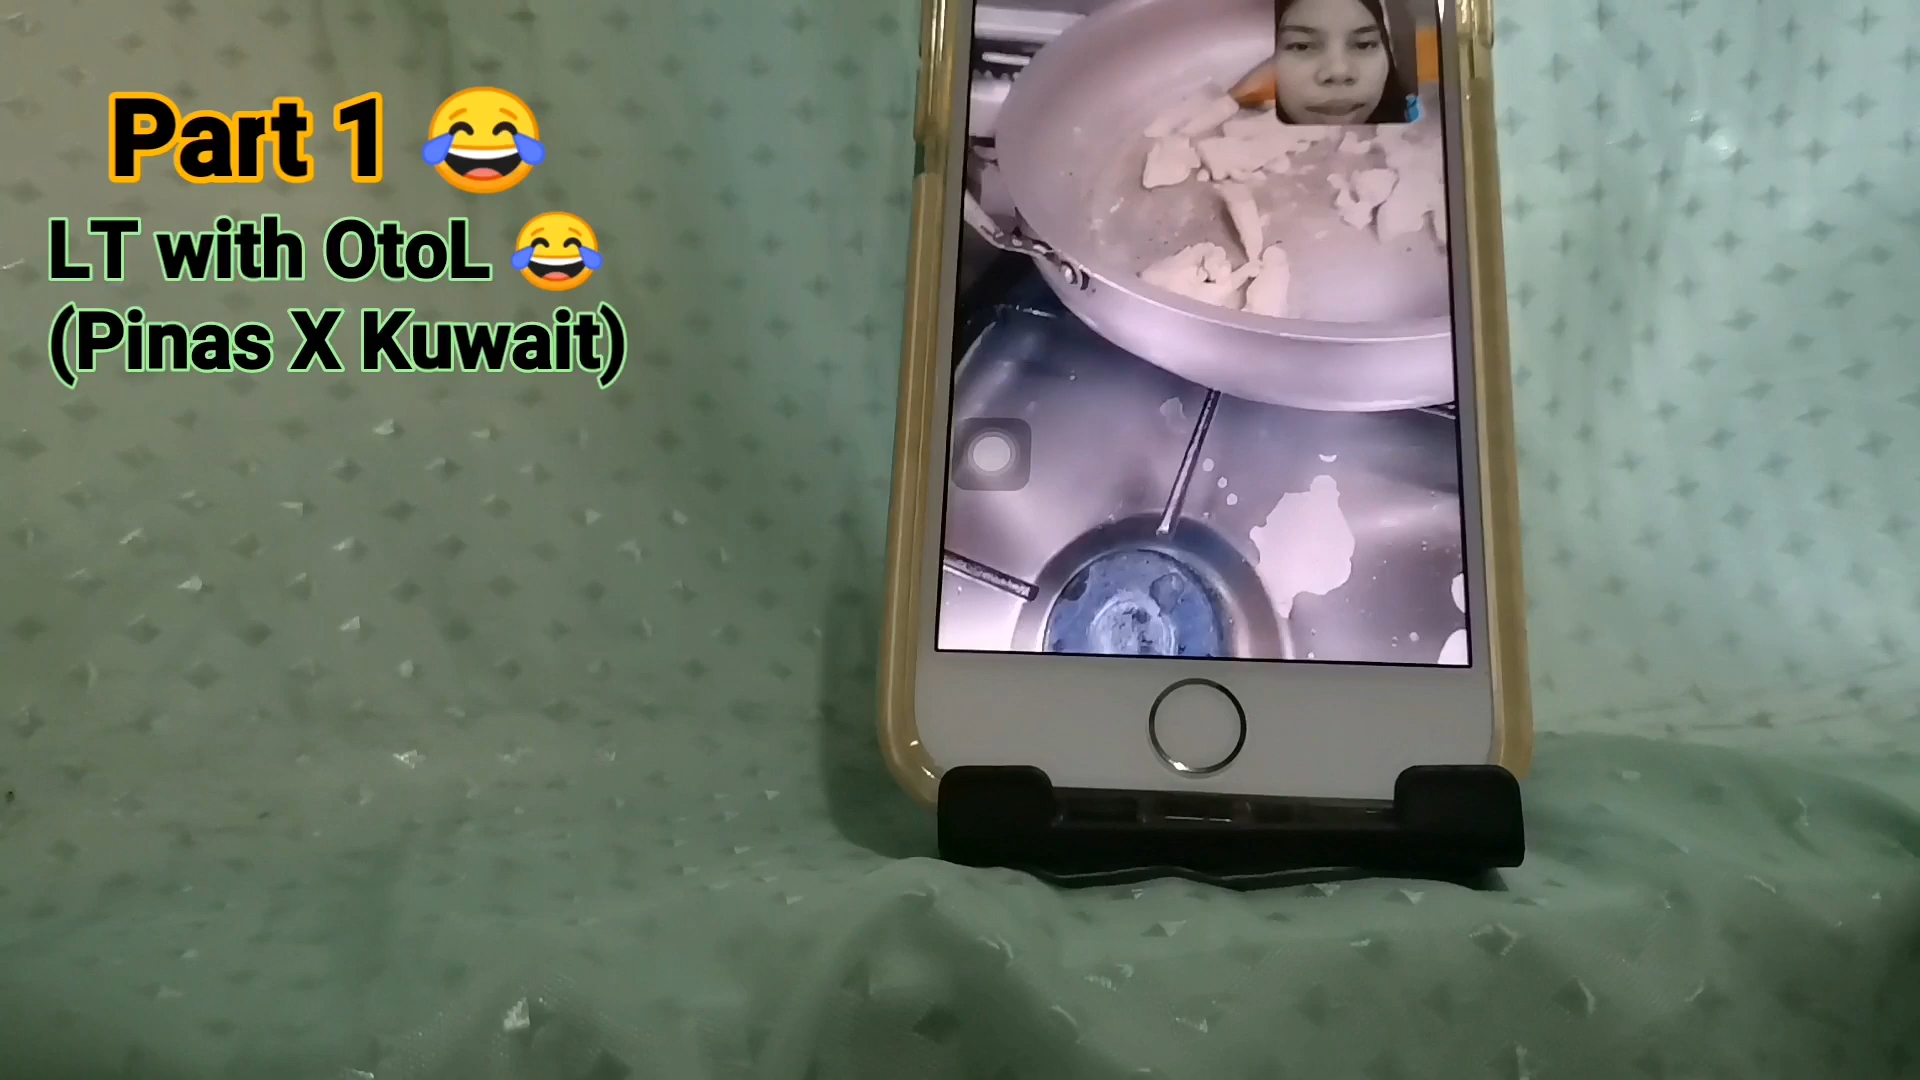 Part 1 😂
LT with OtoL 😂
(Pinas X Kuwait)